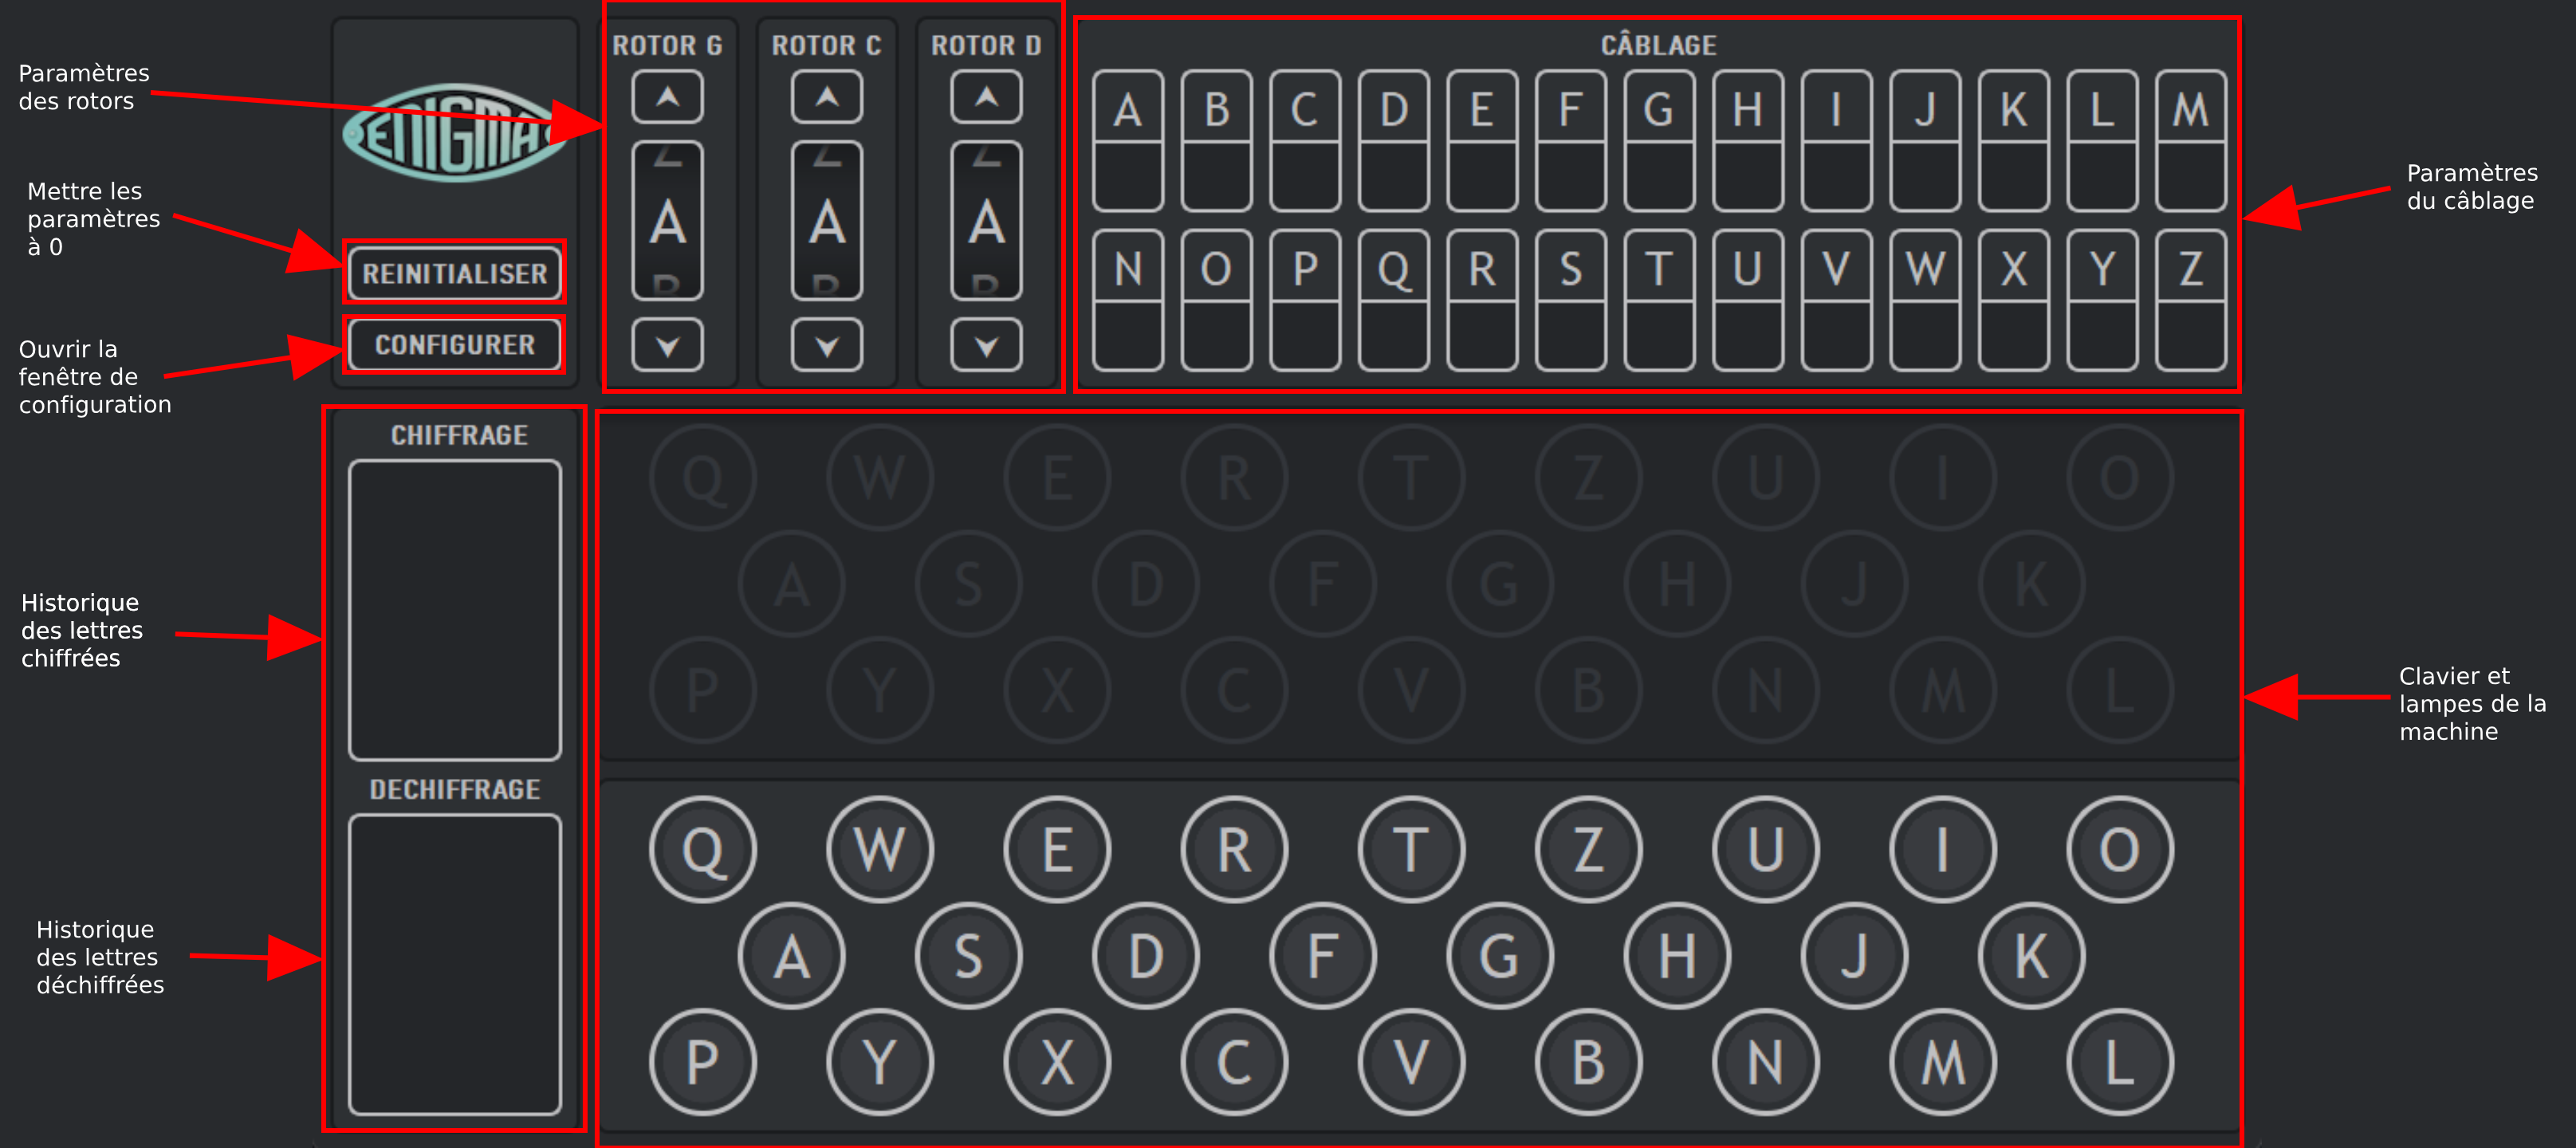 Paramètres
des rotors
Mettre les
paramètres
à 0
Ouvrir la
fenêtre de
configuration
ENIGMA
REINITIALISER
CONFIGURER
ROTOR G ROTOR C ROTOR D
Z Z Z
A A A
B B B
CÂBLAGE
A B C D E F G H I J K L M
N O P Q R S T U V W X Y Z
Paramètres
du câblage
Historique
des lettres
chiffrées
Historique
des lettres
déchiffrées
CHIFFRAGE
DECHIFFRAGE
Q W E R T Z U I O
A S D F G H J K
P Y X C V B N M L
Q W E R T Z U I O
A S D F G H J K
P Y X C V B N M L
Clavier et
lampes de la
machine